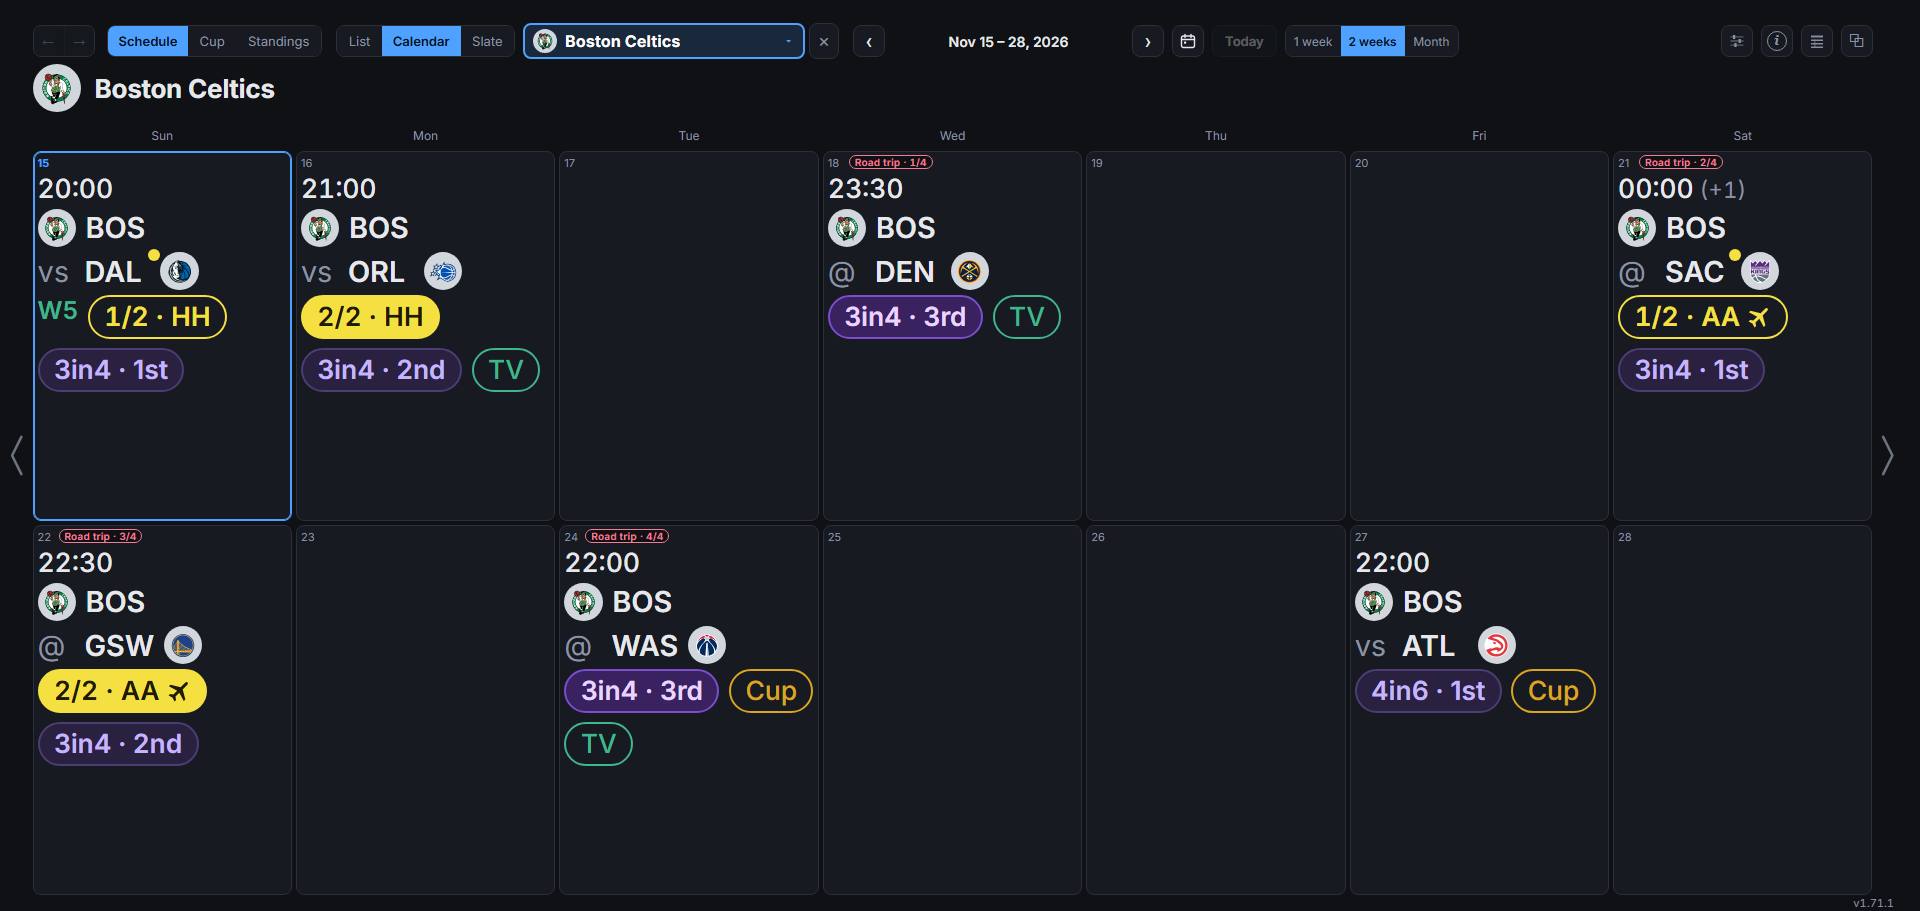 ← → Schedule Cup Standings List Calendar Slate Boston Celtics × ‹ Nov 15 – 28, 2026 › Today 1 week 2 weeks Month
Boston Celtics
Sun Mon Tue Wed Thu Fri Sat
15
20:00
BOS
vs DAL
W5 1/2 · HH
3in4 · 1st
16
21:00
BOS
vs ORL
2/2 · HH
3in4 · 2nd TV
17
18 Road trip · 1/4
23:30
BOS
@ DEN
3in4 · 3rd TV
19
20
21 Road trip · 2/4
00:00 (+1)
BOS
@ SAC
1/2 · AA
3in4 · 1st
22 Road trip · 3/4
22:30
BOS
@ GSW
2/2 · AA
3in4 · 2nd
23
24 Road trip · 4/4
22:00
BOS
@ WAS
3in4 · 3rd Cup
TV
25
26
27
22:00
BOS
vs ATL
4in6 · 1st Cup
28
v1.71.1